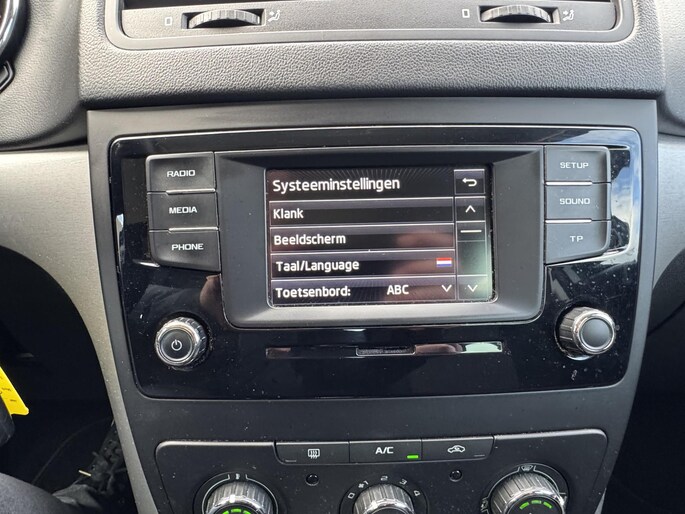 RADIO
MEDIA
PHONE
Systeeminstellingen
Klank
Beeldscherm
Taal/Language
Toetsenbord: ABC
SETUP
SOUND
TP
A/C